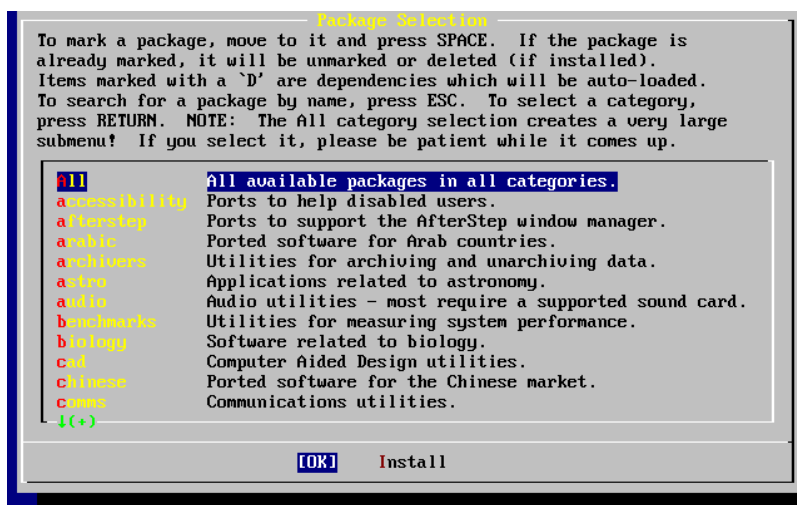 Package Selection
To mark a package, move to it and press SPACE.  If the package is
already marked, it will be unmarked or deleted (if installed).
Items marked with a `D' are dependencies which will be auto-loaded.
To search for a package by name, press ESC.  To select a category,
press RETURN.  NOTE:  The All category selection creates a very large
submenu!  If you select it, please be patient while it comes up.
All All available packages in all categories.
accessibility Ports to help disabled users.
afterstep Ports to support the AfterStep window manager.
arabic Ported software for Arab countries.
archivers Utilities for archiving and unarchiving data.
astro Applications related to astronomy.
audio Audio utilities - most require a supported sound card.
benchmarks Utilities for measuring system performance.
biology Software related to biology.
cad Computer Aided Design utilities.
chinese Ported software for the Chinese market.
comms Communications utilities.
↓(+)
[OK] Install